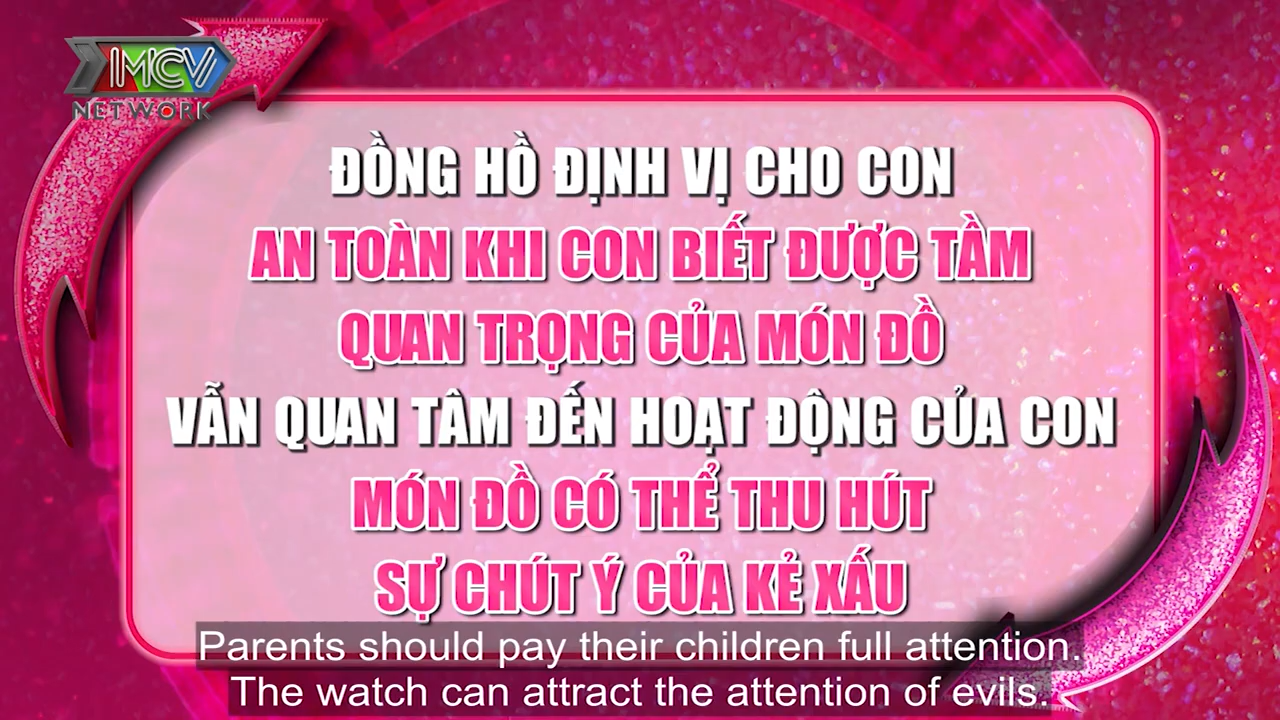 MCV
NETWORK
ĐỒNG HỒ ĐỊNH VỊ CHO CON
AN TOÀN KHI CON BIẾT ĐƯỢC TẦM
QUAN TRỌNG CỦA MÓN ĐỒ
VẪN QUAN TÂM ĐẾN HOẠT ĐỘNG CỦA CON
MÓN ĐỒ CÓ THỂ THU HÚT
SỰ CHÚT Ý CỦA KẺ XẤU
Parents should pay their children full attention.
The watch can attract the attention of evils.